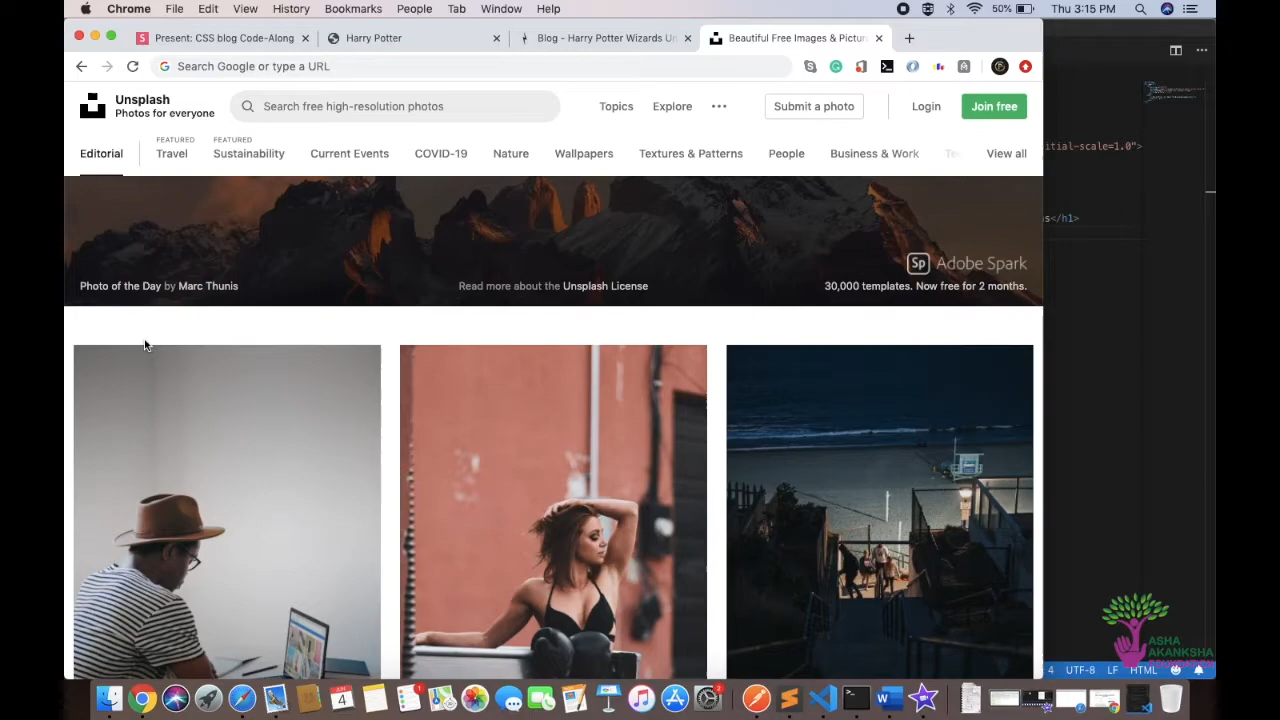 Chrome File Edit View History Bookmarks People Tab Window Help 50% Thu 3:15 PM
Present: CSS blog Code-Along Harry Potter Blog - Harry Potter Wizards Un Beautiful Free Images & Pictur
Search Google or type a URL
Unsplash
Photos for everyone
Search free high-resolution photos
Topics Explore Submit a photo Login Join free
FEATURED FEATURED
Editorial Travel Sustainability Current Events COVID-19 Nature Wallpapers Textures & Patterns People Business & Work View all
itial-scale=1.0">
s</h1>
Sp Adobe Spark
Photo of the Day by Marc Thunis Read more about the Unsplash License 30,000 templates. Now free for 2 months.
ASHA
AKANKSHA
4 UTF-8 LF HTML